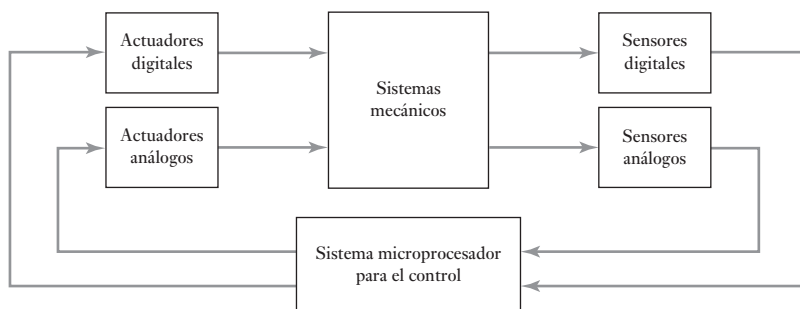 Actuadores
digitales
Sistemas
mecánicos
Sensores
digitales
Actuadores
análogos
Sensores
análogos
Sistema microprocesador
para el control